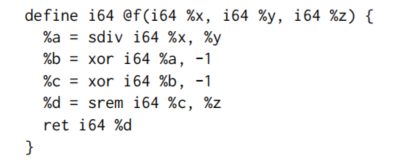 define i64 @f(i64 %x, i64 %y, i64 %z) {
%a = sdiv i64 %x, %y
%b = xor i64 %a, -1
%c = xor i64 %b, -1
%d = srem i64 %c, %z
ret i64 %d
}